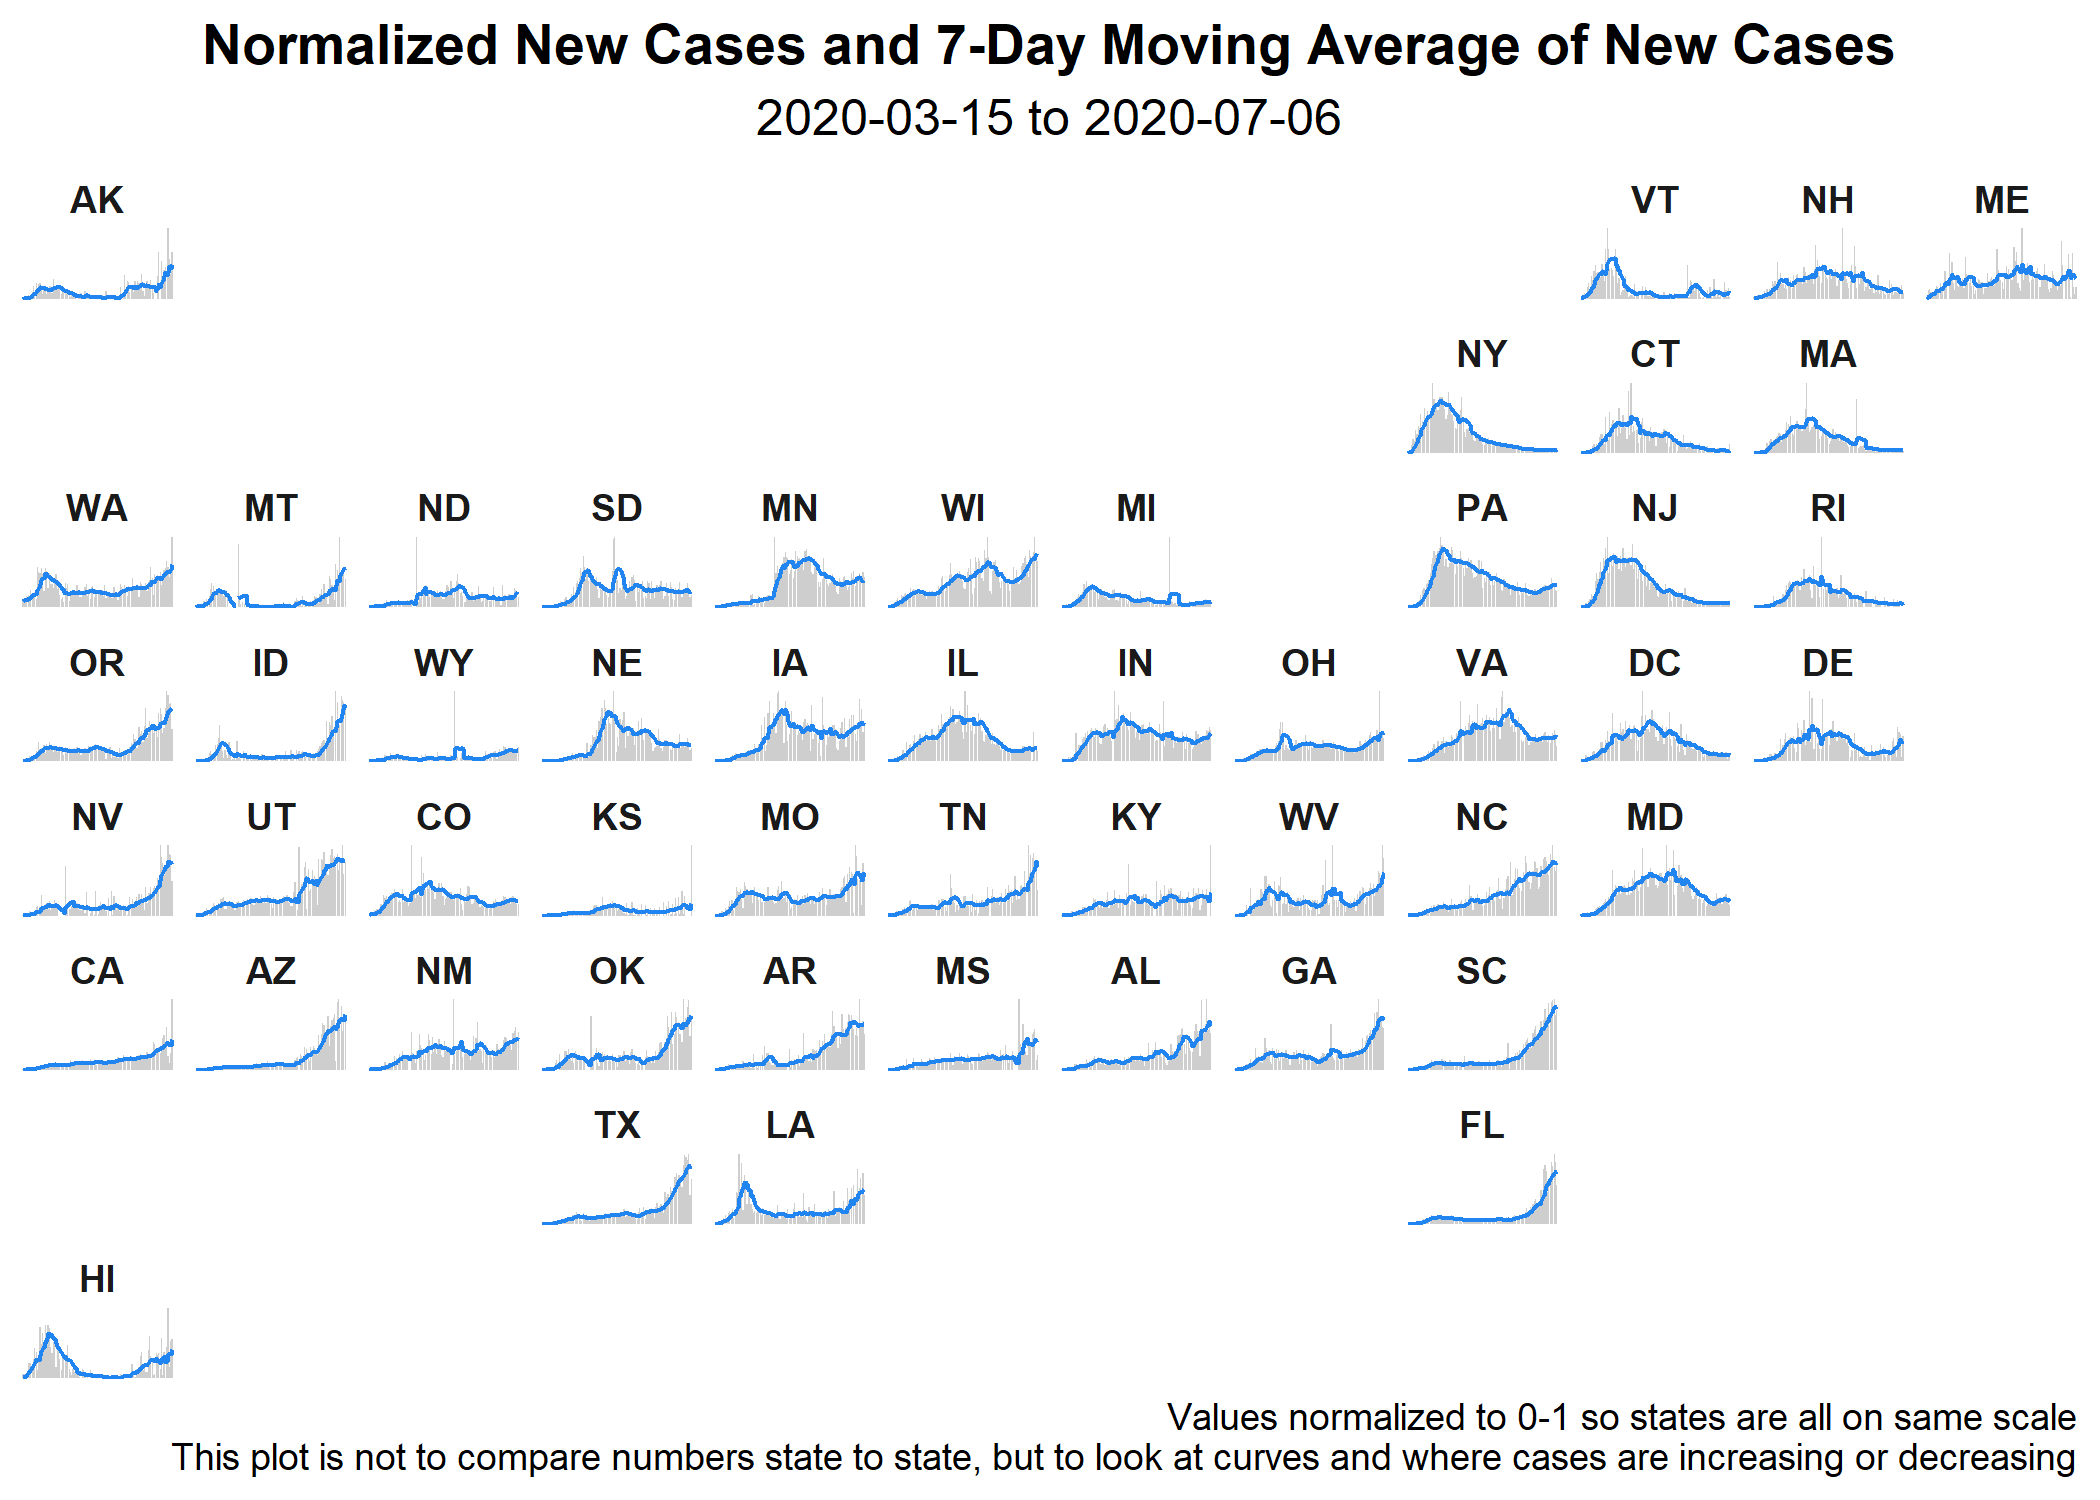 Normalized New Cases and 7-Day Moving Average of New Cases
2020-03-15 to 2020-07-06
AK VT NH ME
NY CT MA
WA MT ND SD MN WI MI PA NJ RI
OR ID WY NE IA IL IN OH VA DC DE
NV UT CO KS MO TN KY WV NC MD
CA AZ NM OK AR MS AL GA SC
TX LA FL
HI
Values normalized to 0-1 so states are all on same scale
This plot is not to compare numbers state to state, but to look at curves and where cases are increasing or decreasing